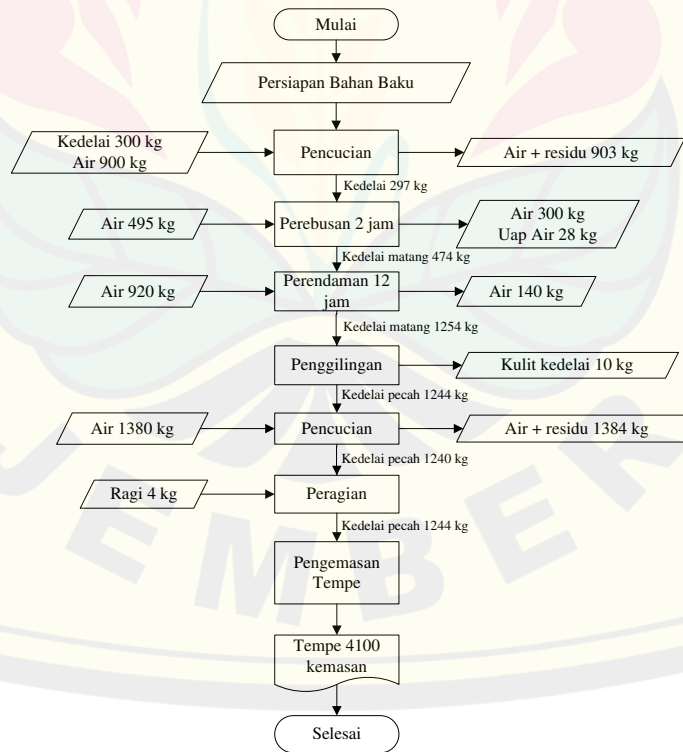 Mulai
Persiapan Bahan Baku
Kedelai 300 kg
Air 900 kg
Pencucian
Air + residu 903 kg
Kedelai 297 kg
Air 495 kg
Perebusan 2 jam
Air 300 kg
Uap Air 28 kg
Kedelai matang 474 kg
Air 920 kg
Perendaman 12
jam
Air 140 kg
Kedelai matang 1254 kg
Penggilingan
Kulit kedelai 10 kg
Kedelai pecah 1244 kg
Air 1380 kg
Pencucian
Air + residu 1384 kg
Kedelai pecah 1240 kg
Ragi 4 kg
Peragian
Kedelai pecah 1244 kg
Pengemasan
Tempe
Tempe 4100
kemasan
Selesai
JEMBER